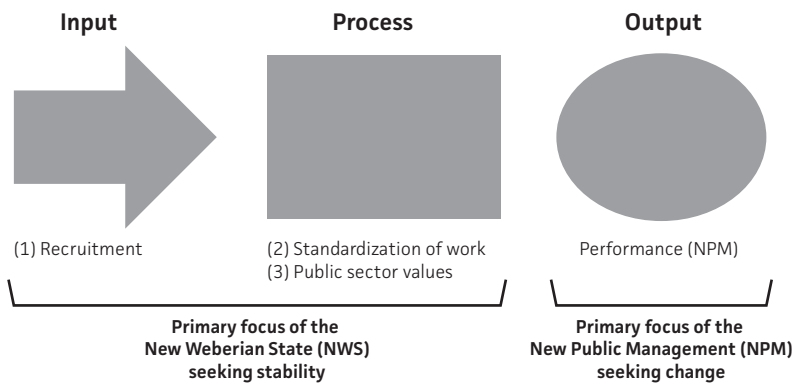 Input
Process
Output
(1) Recruitment
(2) Standardization of work
(3) Public sector values
Performance (NPM)
Primary focus of the
New Weberian State (NWS)
seeking stability
Primary focus of the
New Public Management (NPM)
seeking change